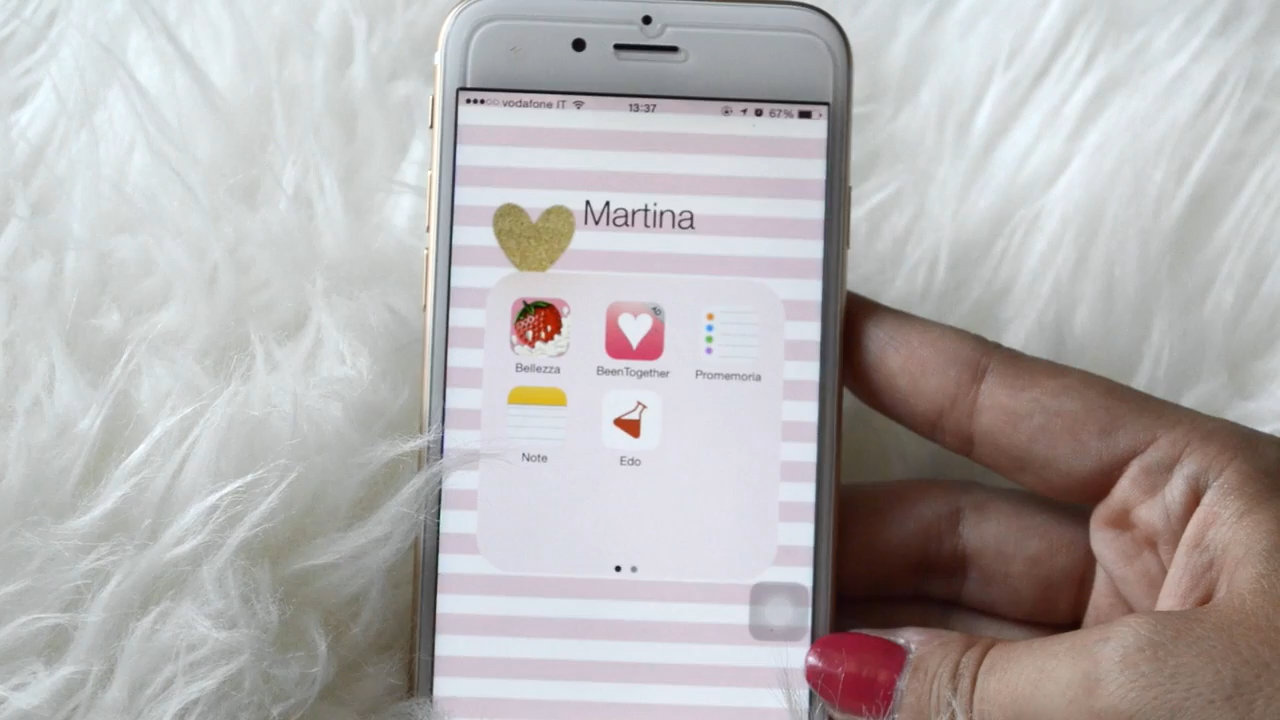 vodafone IT 13:37 67%
Martina
Bellezza BeenTogether Promemoria
Note Edo